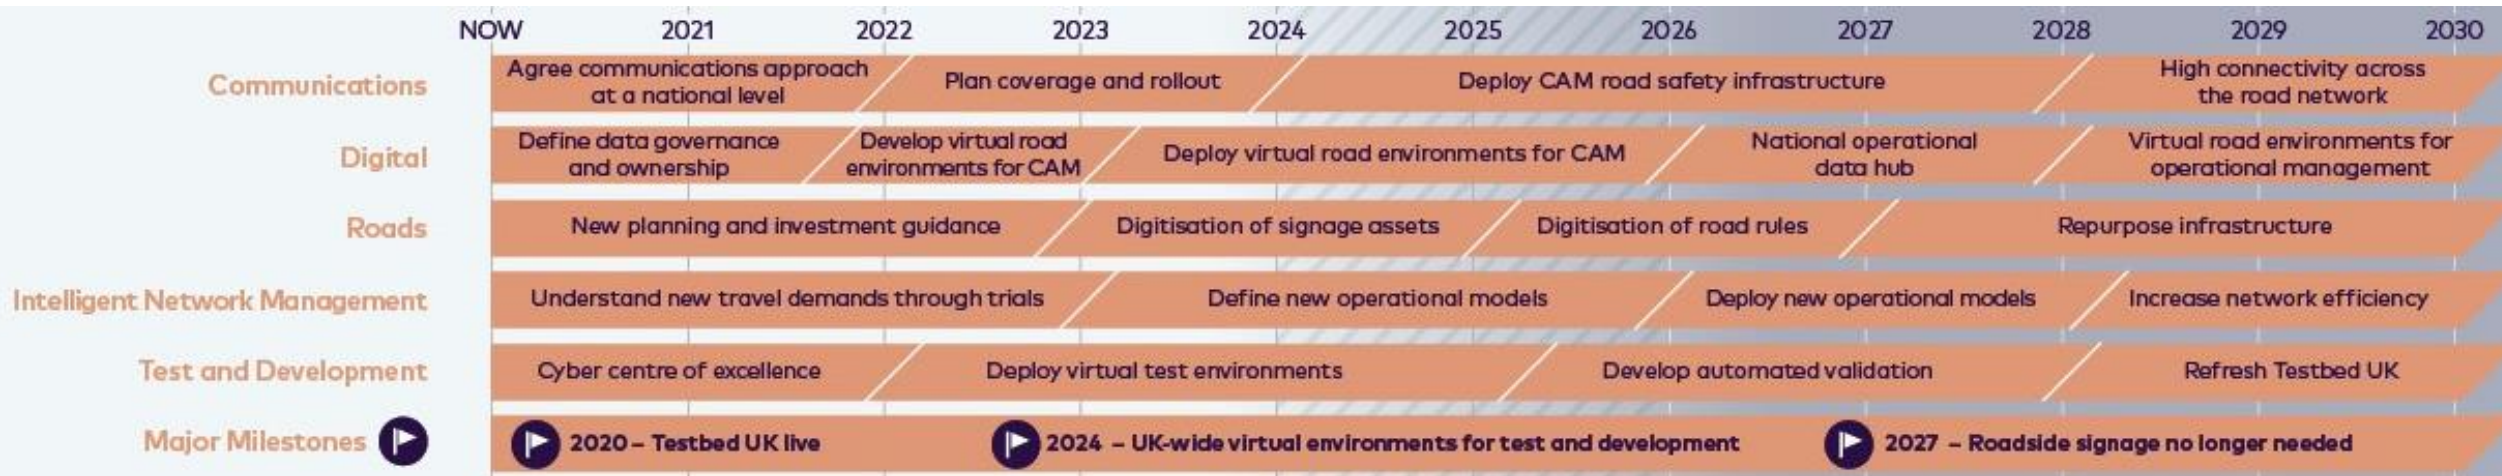 NOW 2021 2022 2023 2024 2025 2026 2027 2028 2029 2030
Communications
Agree communications approach
at a national level
Plan coverage and rollout
Deploy CAM road safety infrastructure
High connectivity across
the road network
Digital
Define data governance
and ownership
Develop virtual road
environments for CAM
Deploy virtual road environments for CAM
National operational
data hub
Virtual road environments for
operational management
Roads
New planning and investment guidance
Digitisation of signage assets
Digitisation of road rules
Repurpose infrastructure
Intelligent Network Management
Understand new travel demands through trials
Define new operational models
Deploy new operational models
Increase network efficiency
Test and Development
Cyber centre of excellence
Deploy virtual test environments
Develop automated validation
Refresh Testbed UK
Major Milestones
2020 – Testbed UK live
2024 – UK-wide virtual environments for test and development
2027 – Roadside signage no longer needed